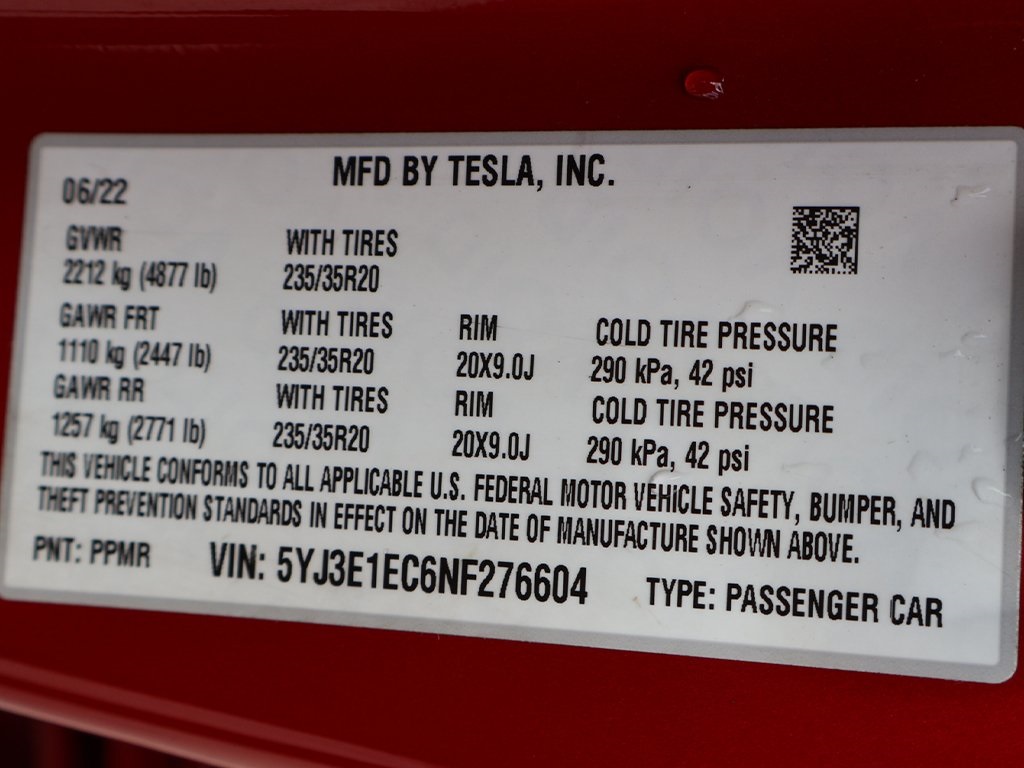 MFD BY TESLA, INC.
06/22
GVWR WITH TIRES
2212 kg (4877 lb) 235/35R20
GAWR FRT WITH TIRES RIM COLD TIRE PRESSURE
1110 kg (2447 lb) 235/35R20 20X9.0J 290 kPa, 42 psi
GAWR RR WITH TIRES RIM COLD TIRE PRESSURE
1257 kg (2771 lb) 235/35R20 20X9.0J 290 kPa, 42 psi
THIS VEHICLE CONFORMS TO ALL APPLICABLE U.S. FEDERAL MOTOR VEHICLE SAFETY, BUMPER, AND
THEFT PREVENTION STANDARDS IN EFFECT ON THE DATE OF MANUFACTURE SHOWN ABOVE.
PNT: PPMR VIN: 5YJ3E1EC6NF276604 TYPE: PASSENGER CAR